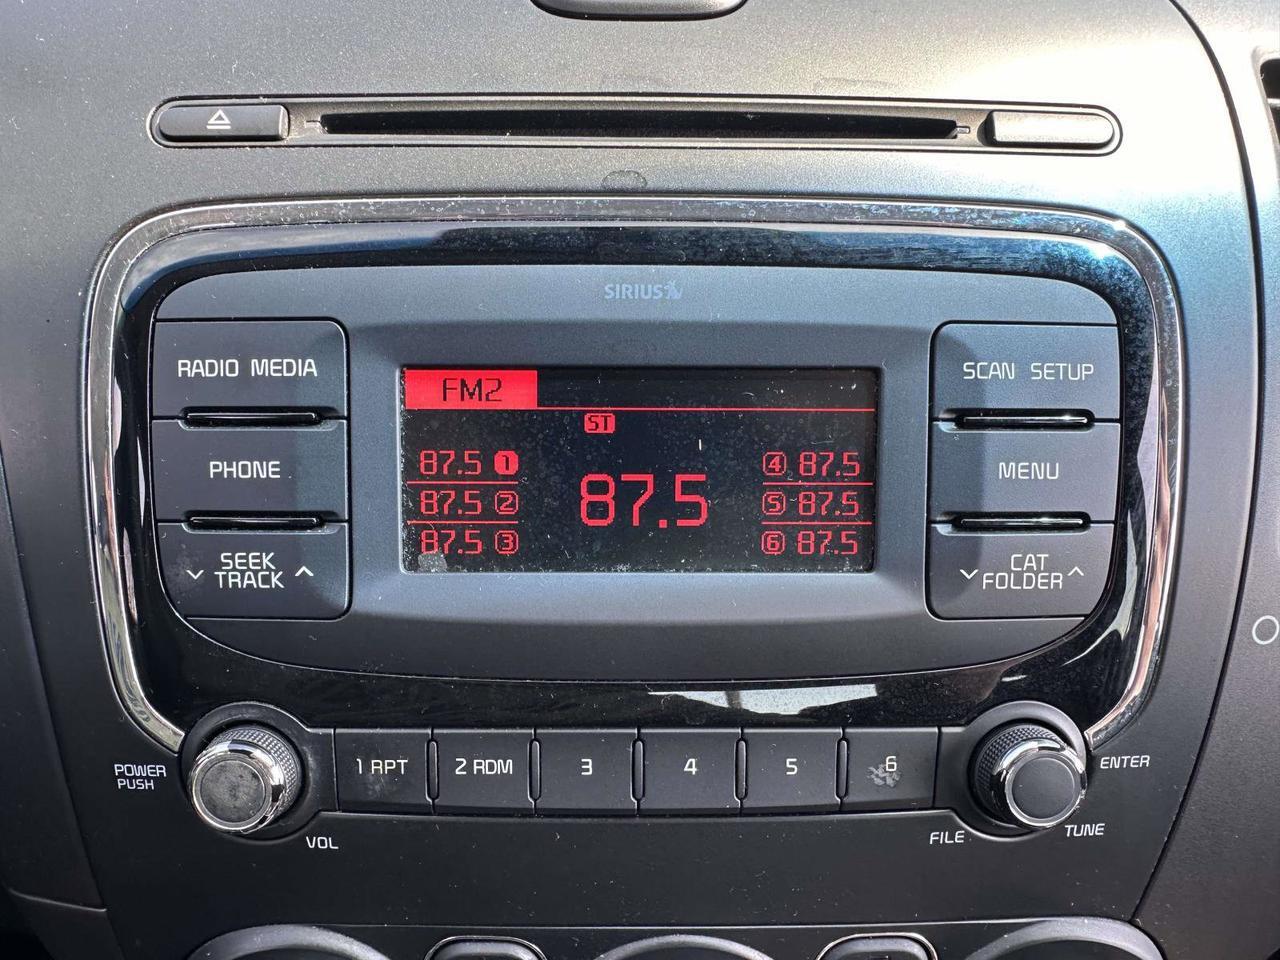 SIRIUS
RADIO MEDIA
PHONE
SEEK
TRACK
FM2
ST
87.5 1
87.5 2
87.5 3
87.5
4 87.5
5 87.5
6 87.5
SCAN SETUP
MENU
CAT
FOLDER
POWER
PUSH
VOL
1 RPT
2 RDM
3
4
5
6
FILE
TUNE
ENTER